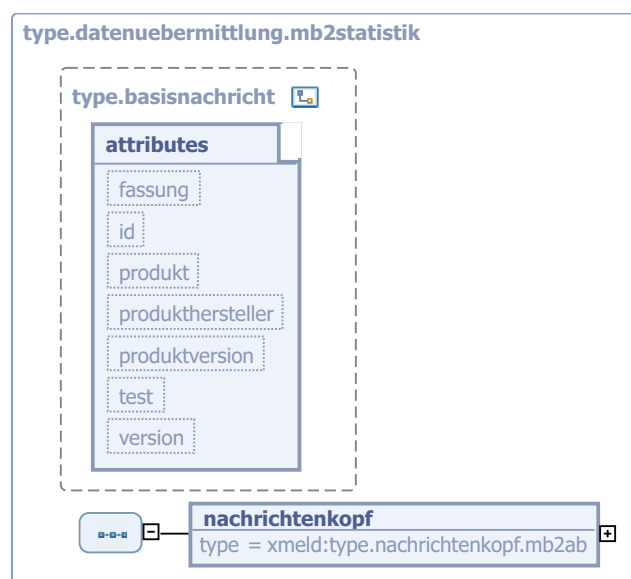 type.datenuebermittlung.mb2statistik
type.basisnachricht
attributes
fassung
id
produkt
produkthersteller
produktversion
test
version
nachrichtenkopf
type = xmeld:type.nachrichtenkopf.mb2ab